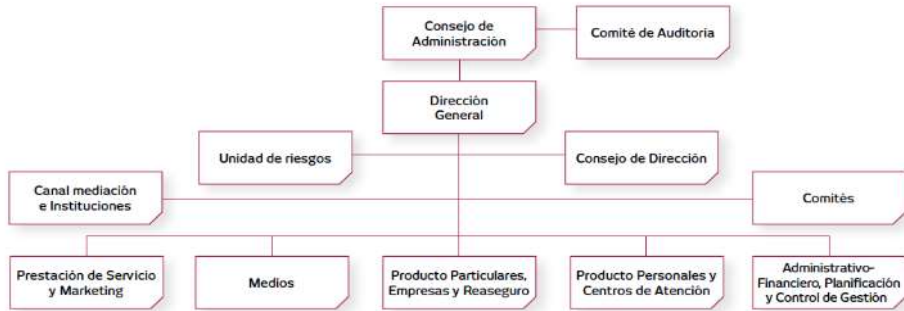 Consejo de
Administración
Comité de Auditoría
Dirección
General
Unidad de riesgos
Consejo de Dirección
Canal mediación
e Instituciones
Comités
Prestación de Servicio
y Marketing
Medios
Producto Particulares,
Empresas y Reaseguro
Producto Personales y
Centros de Atención
Administrativo-
Financiero, Planificación
y Control de Gestión